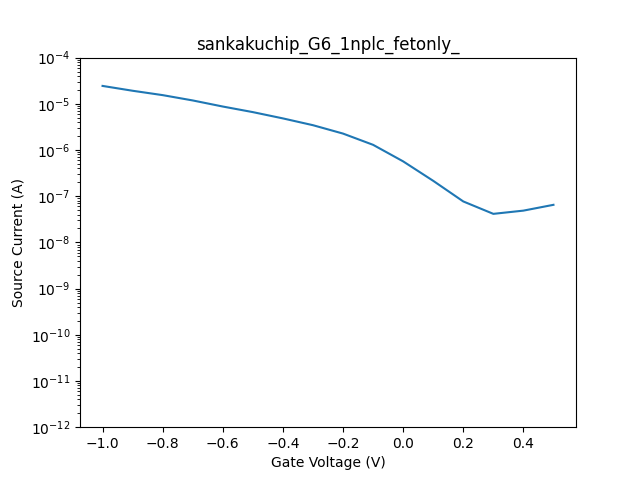 sankakuchip_G6_1nplc_fetonly_
10⁻⁴
10⁻⁵
10⁻⁶
10⁻⁷
10⁻⁸
10⁻⁹
10⁻¹⁰
10⁻¹¹
10⁻¹²
Source Current (A)
−1.0 −0.8 −0.6 −0.4 −0.2 0.0 0.2 0.4
Gate Voltage (V)